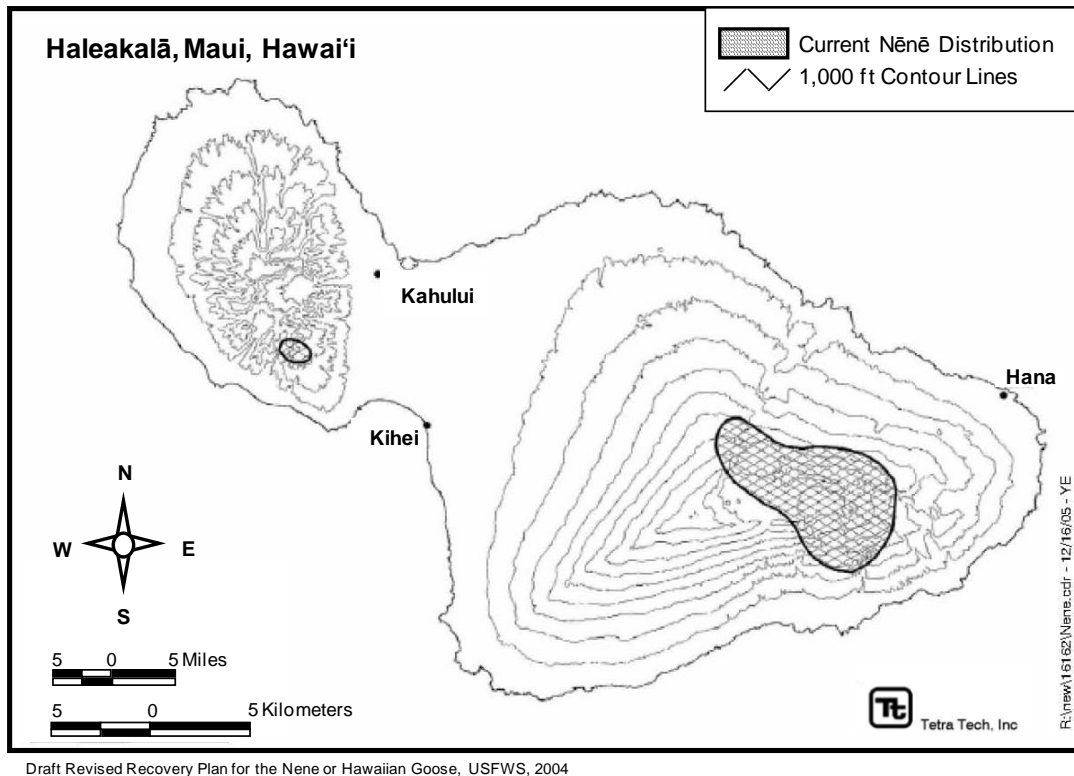 Haleakalā, Maui, Hawai‘i
Current Nēnē Distribution
1,000 ft Contour Lines
Kahului
Hana
Kihei
N
W E
S
5 0 5 Miles
5 0 5 Kilometers
Tt
Tetra Tech, Inc
R:\new\16162\Nene.cdr - 12/16/05 - YE
Draft Revised Recovery Plan for the Nene or Hawaiian Goose, USFWS, 2004